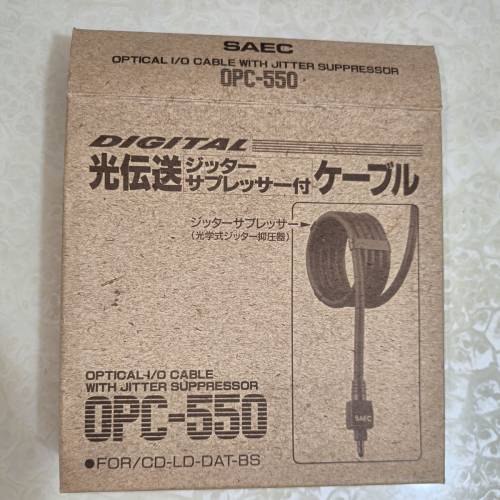 SAEC
OPTICAL I/O CABLE WITH JITTER SUPPRESSOR
OPC-550
DIGITAL
光伝送ジッターサプレッサー付ケーブル
ジッターサプレッサー
(光学式ジッター抑圧器)
SAEC
OPTICAL-I/O CABLE
WITH JITTER SUPPRESSOR
OPC-550
●FOR/CD-LD-DAT-BS